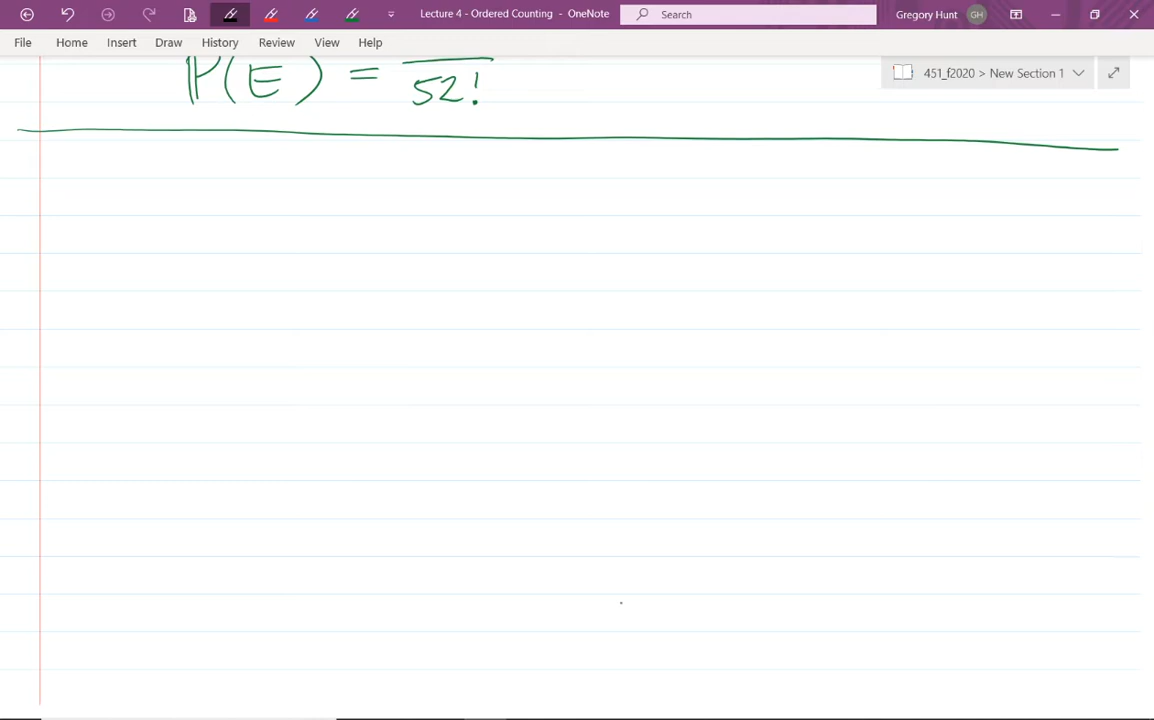 Lecture 4 - Ordered Counting - OneNote
Search
Gregory Hunt
GH
File Home Insert Draw History Review View Help
451_f2020 > New Section 1
P(E) =
52!